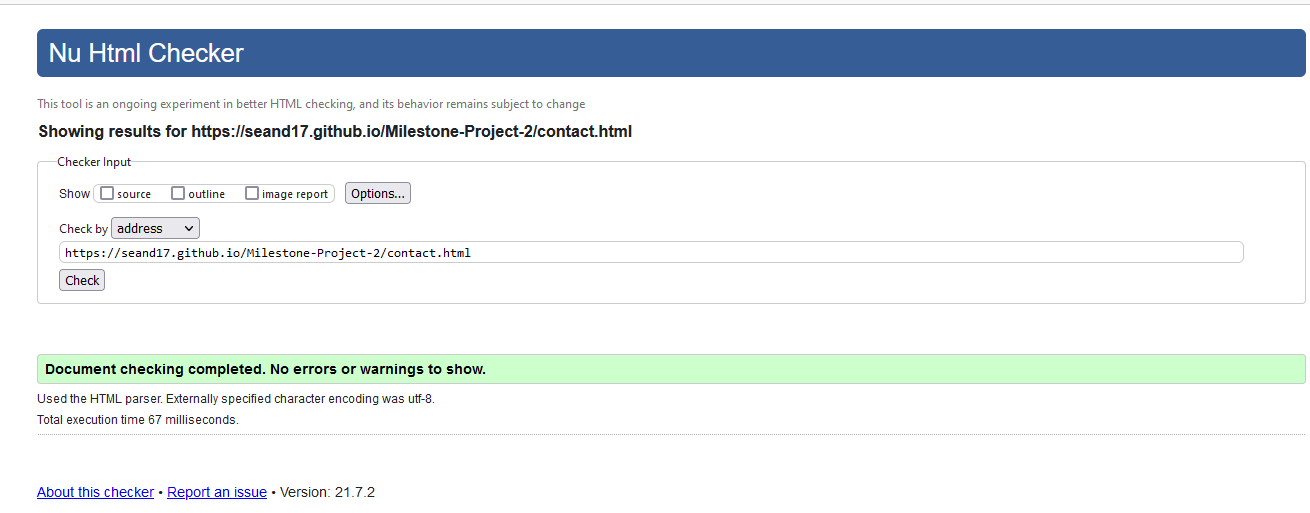 Nu Html Checker
This tool is an ongoing experiment in better HTML checking, and its behavior remains subject to change
Showing results for https://seand17.github.io/Milestone-Project-2/contact.html
Checker Input
Show source outline image report Options...
Check by address
https://seand17.github.io/Milestone-Project-2/contact.html
Check
Document checking completed. No errors or warnings to show.
Used the HTML parser. Externally specified character encoding was utf-8.
Total execution time 67 milliseconds.
About this checker • Report an issue • Version: 21.7.2